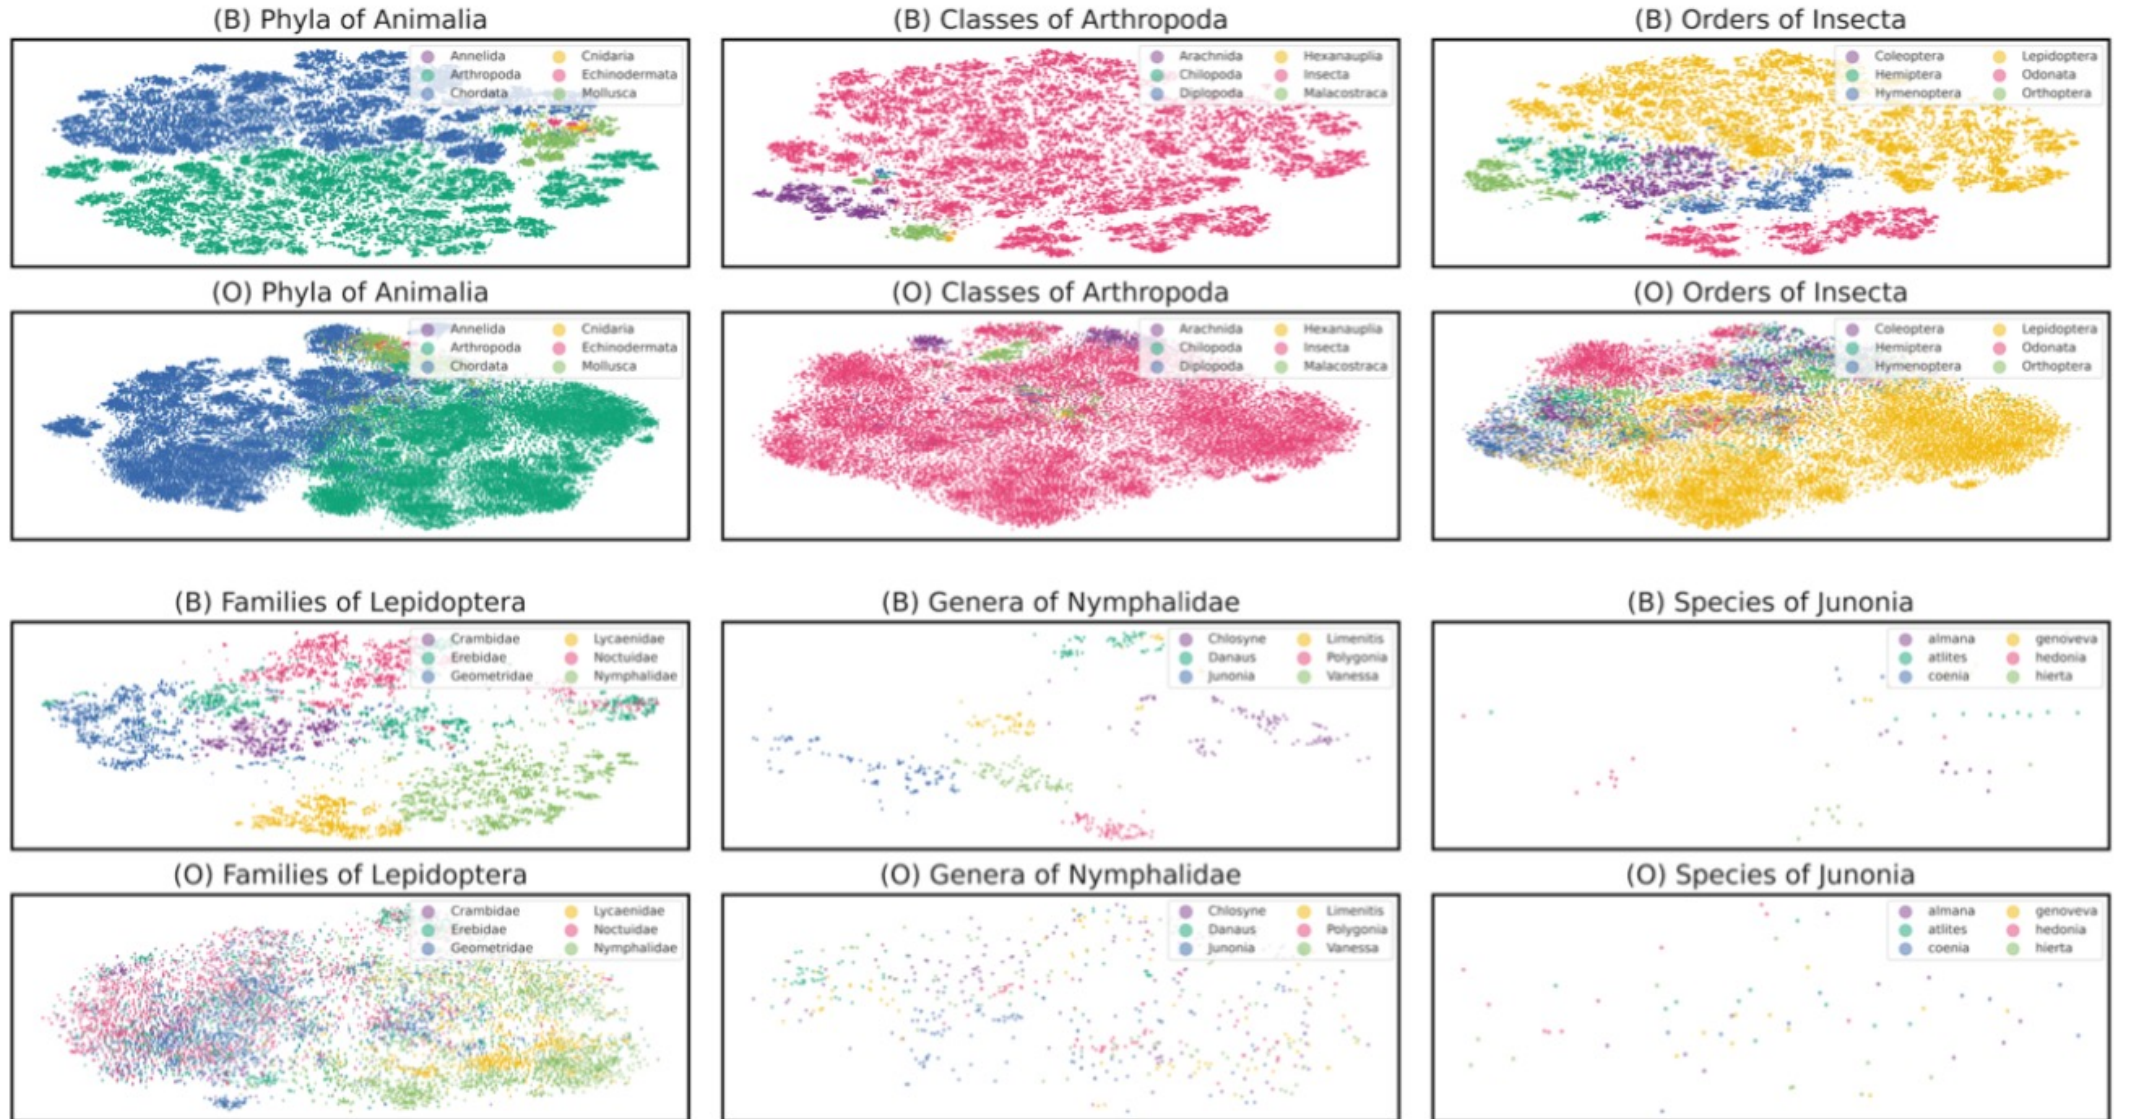 (B) Phyla of Animalia
Annelida Cnidaria
Arthropoda Echinodermata
Chordata Mollusca
(B) Classes of Arthropoda
Arachnida Hexanauplia
Chilopoda Insecta
Diplopoda Malacostraca
(B) Orders of Insecta
Coleoptera Lepidoptera
Hemiptera Odonata
Hymenoptera Orthoptera
(O) Phyla of Animalia
Annelida Cnidaria
Arthropoda Echinodermata
Chordata Mollusca
(O) Classes of Arthropoda
Arachnida Hexanauplia
Chilopoda Insecta
Diplopoda Malacostraca
(O) Orders of Insecta
Coleoptera Lepidoptera
Hemiptera Odonata
Hymenoptera Orthoptera
(B) Families of Lepidoptera
Crambidae Lycaenidae
Erebidae Noctuidae
Geometridae Nymphalidae
(B) Genera of Nymphalidae
Chlosyne Limenitis
Danaus Polygonia
Junonia Vanessa
(B) Species of Junonia
almana genoveva
atlites hedonia
coenia hierta
(O) Families of Lepidoptera
Crambidae Lycaenidae
Erebidae Noctuidae
Geometridae Nymphalidae
(O) Genera of Nymphalidae
Chlosyne Limenitis
Danaus Polygonia
Junonia Vanessa
(O) Species of Junonia
almana genoveva
atlites hedonia
coenia hierta